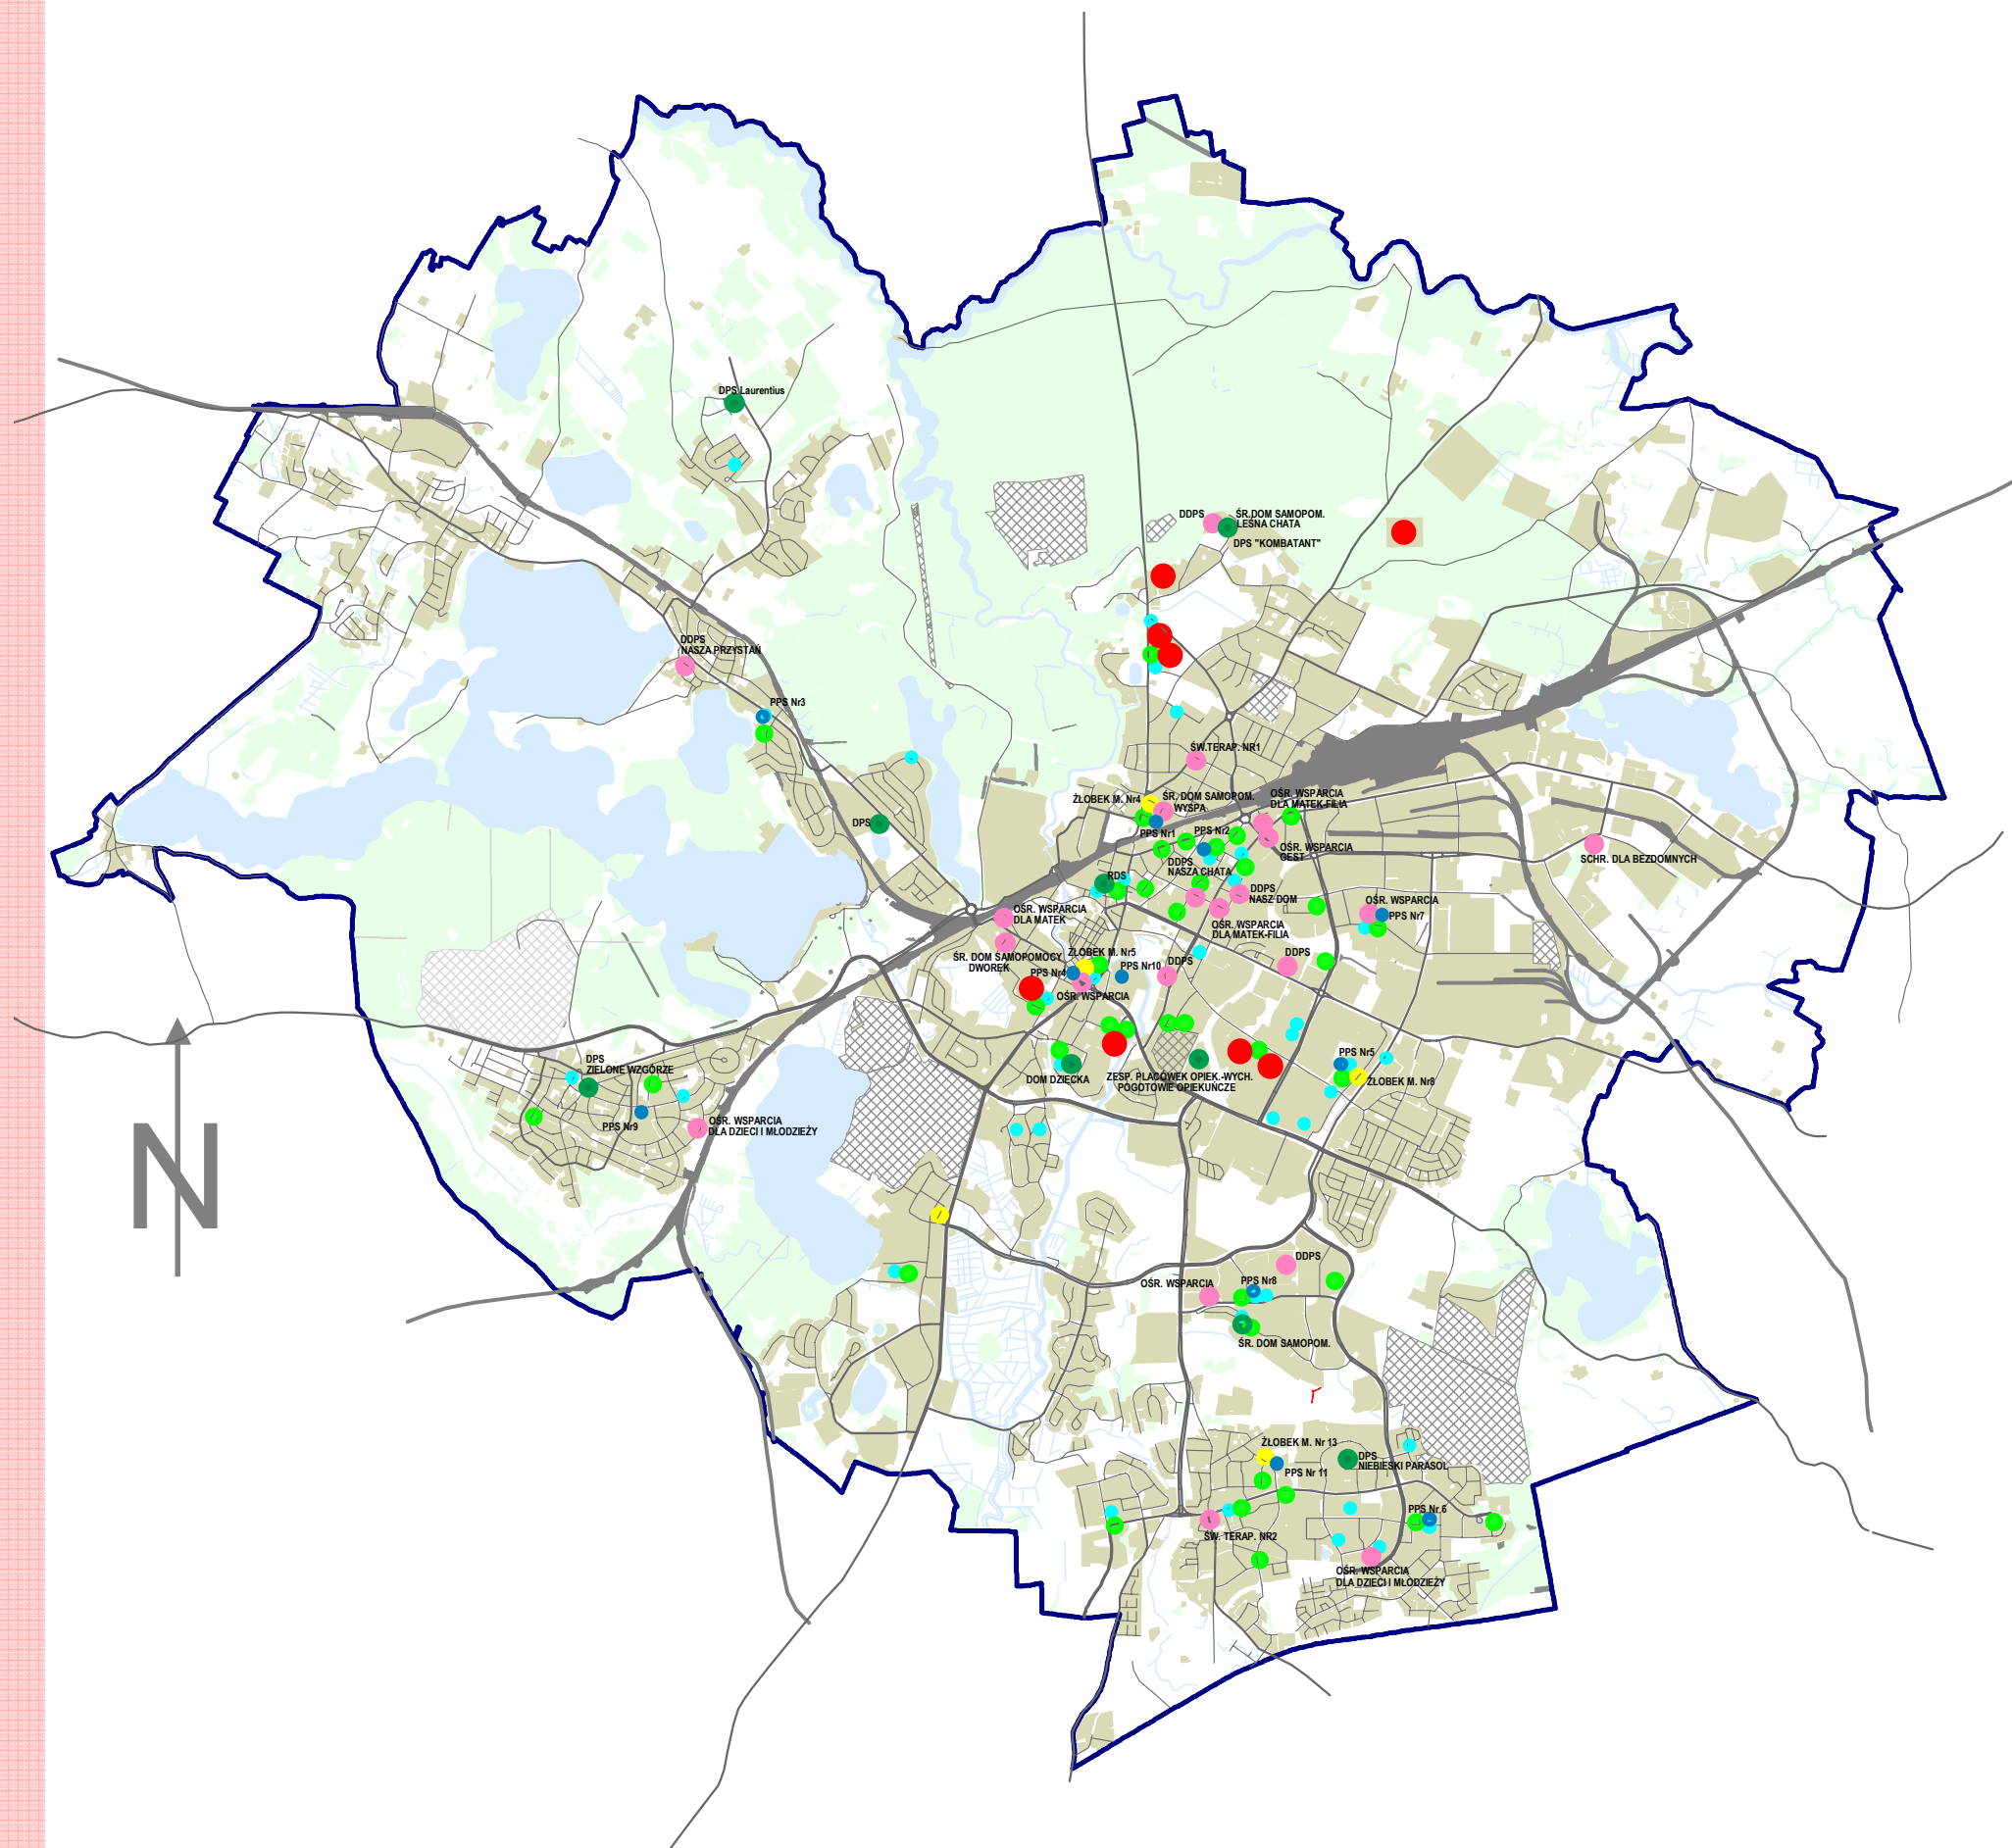 DPS Laurentius
DDPS
ŚR.DOM SAMOPOM.
LEŚNA CHATA
DPS "KOMBATANT"
DDPS
NASZA PRZYSTAŃ
PPS Nr3
ŚW.TERAP. NR1
ŻŁOBEK M. Nr4
ŚR. DOM SAMOPOM.
WYSPA
OŚR. WSPARCIA
DLA MATEK-FILIA
DPS
PPS Nr1
PPS Nr2
OŚR. WSPARCIA
GEST
SCHR. DLA BEZDOMNYCH
DDPS
NASZA CHATA
RDS
DDPS
NASZ DOM
OŚR. WSPARCIA
PPS Nr7
OŚR. WSPARCIA
DLA MATEK
OŚR. WSPARCIA
DLA MATEK-FILIA
ŚR. DOM SAMOPOMOCY
DWOREK
ŻŁOBEK M. Nr5
PPS Nr4
PPS Nr10
DDPS
DDPS
OŚR. WSPARCIA
DPS
ZIELONE WZGÓRZE
DOM DZIECKA
ZESP. PLACÓWEK OPIEK.-WYCH.
POGOTOWIE OPIEKUŃCZE
PPS Nr5
ŻŁOBEK M. Nr8
PPS Nr9
OŚR. WSPARCIA
DLA DZIECI I MŁODZIEŻY
N
DDPS
OŚR. WSPARCIA
PPS Nr8
ŚR. DOM SAMOPOM.
ŻŁOBEK M. Nr 13
PPS Nr 11
DPS
NIEBIESKI PARASOL
PPS Nr 6
ŚW. TERAP. NR2
OŚR. WSPARCIA
DLA DZIECI I MŁODZIEŻY